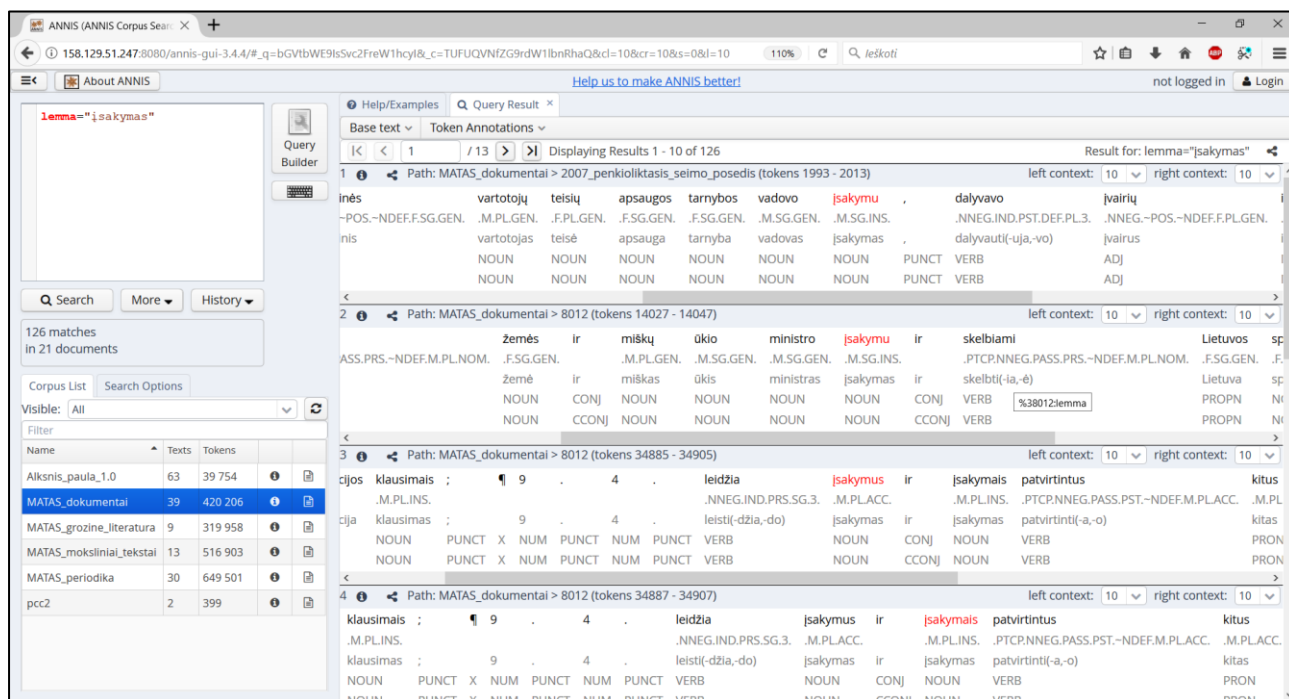 ANNIS (ANNIS Corpus Sear
158.129.51.247:8080/annis-gui-3.4.4/#_q=bGVtbWE9IsSvc2FreW1hcyI&_c=TUFUQVNfZG9rdW1lbnRhaQ&cl=10&cr=10&s=0&l=10 110% Ieškoti ABP
About ANNIS Help us to make ANNIS better! not logged in Login
lemma="įsakymas"
Query
Builder
Search More History
126 matches
in 21 documents
Corpus List Search Options
Visible: All
Filter
Name Texts Tokens
Alksnis_paula_1.0 63 39 754
MATAS_dokumentai 39 420 206
MATAS_grozine_literatura 9 319 958
MATAS_moksliniai_tekstai 13 516 903
MATAS_periodika 30 649 501
pcc2 2 399
Help/Examples Query Result
Base text Token Annotations
1 / 13 Displaying Results 1 - 10 of 126 Result for: lemma="įsakymas"
1 Path: MATAS_dokumentai > 2007_penkioliktasis_seimo_posedis (tokens 1993 - 2013) left context: 10 right context: 10
inės vartotojų teisių apsaugos tarnybos vadovo įsakymu , dalyvavo įvairių
~POS.~NDEF.F.SG.GEN. .M.PL.GEN. .F.PL.GEN. .F.SG.GEN. .F.SG.GEN. .M.SG.GEN. .M.SG.INS. .NNEG.IND.PST.DEF.PL.3. .NNEG.~POS.~NDEF.F.PL.GEN.
inis vartotojas teisė apsauga tarnyba vadovas įsakymas , dalyvauti(-uja,-vo) įvairus
NOUN NOUN NOUN NOUN NOUN NOUN PUNCT VERB ADJ
NOUN NOUN NOUN NOUN NOUN NOUN PUNCT VERB ADJ
2 Path: MATAS_dokumentai > 8012 (tokens 14027 - 14047) left context: 10 right context: 10
žemės ir miškų ūkio ministro įsakymu ir skelbiami Lietuvos sp
ASS.PRS.~NDEF.M.PL.NOM. .F.SG.GEN. .M.PL.GEN. .M.SG.GEN. .M.SG.GEN. .M.SG.INS. .PTCP.NNEG.PASS.PRS.~NDEF.M.PL.NOM. .F.SG.GEN. .F.
žemė ir miškas ūkis ministras įsakymas ir skelbti(-ia,-ė) Lietuva sp
NOUN CONJ NOUN NOUN NOUN NOUN CONJ VERB %38012:lemma PROPN
NOUN CCONJ NOUN NOUN NOUN NOUN CCONJ VERB PROPN
3 Path: MATAS_dokumentai > 8012 (tokens 34885 - 34905) left context: 10 right context: 10
cijos klausimais ; ¶ 9 . 4 . leidžia įsakymus ir įsakymais patvirtintus kitus
.M.PL.INS. .NNEG.IND.PRS.SG.3. .M.PL.ACC. .M.PL.INS. .PTCP.NNEG.PASS.PST.~NDEF.M.PL.ACC. .M.PL
cija klausimas ; 9 . 4 . leisti(-džia,-do) įsakymas ir įsakymas patvirtinti(-a,-o) kitas
NOUN PUNCT X NUM PUNCT NUM PUNCT VERB NOUN CONJ NOUN VERB PRON
NOUN PUNCT X NUM PUNCT NUM PUNCT VERB NOUN CCONJ NOUN VERB PRON
4 Path: MATAS_dokumentai > 8012 (tokens 34887 - 34907) left context: 10 right context: 10
klausimais ; ¶ 9 . 4 . leidžia įsakymus ir įsakymais patvirtintus kitus
.M.PL.INS. .NNEG.IND.PRS.SG.3. .M.PL.ACC. .M.PL.INS. .PTCP.NNEG.PASS.PST.~NDEF.M.PL.ACC. .M.PL.ACC.
klausimas ; 9 . 4 . leisti(-džia,-do) įsakymas ir įsakymas patvirtinti(-a,-o) kitas
NOUN PUNCT X NUM PUNCT NUM PUNCT VERB NOUN CONJ NOUN VERB PRON